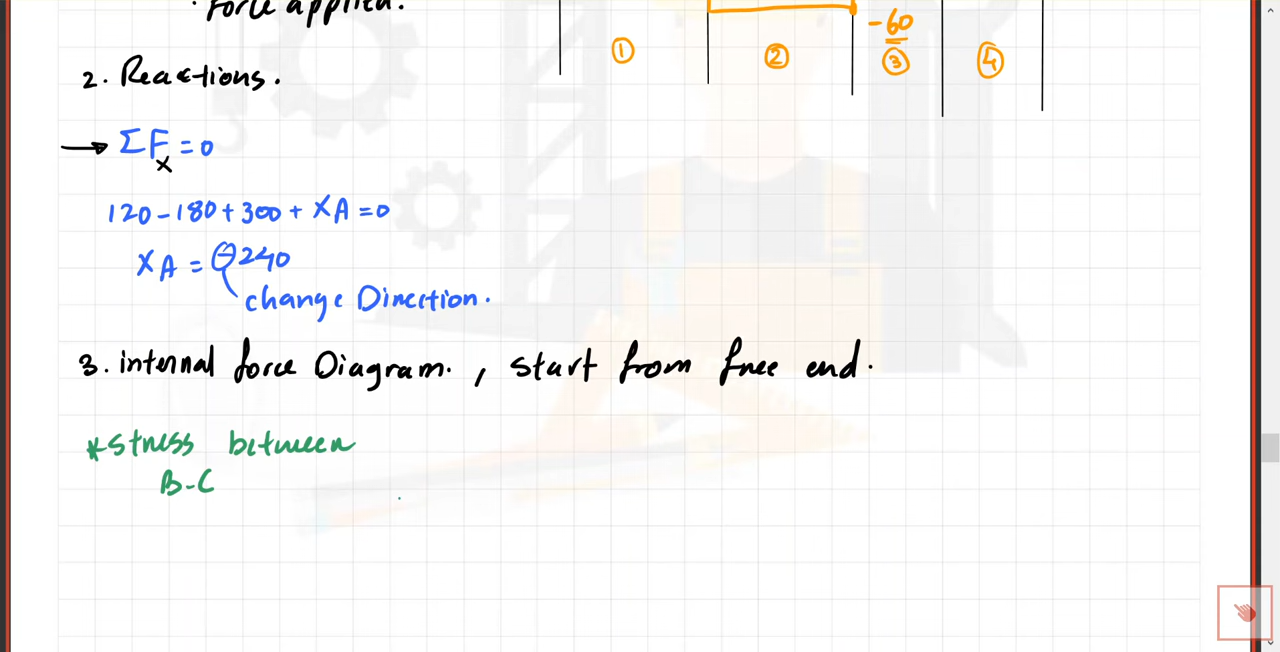 · Force applied.
-60
① ② ③ ④
2. Reactions.
→ ΣFx = 0
120 - 180 + 300 + XA = 0
XA = -240
change Direction.
3. internal force Diagram. , start from free end.
*stress between
B-C